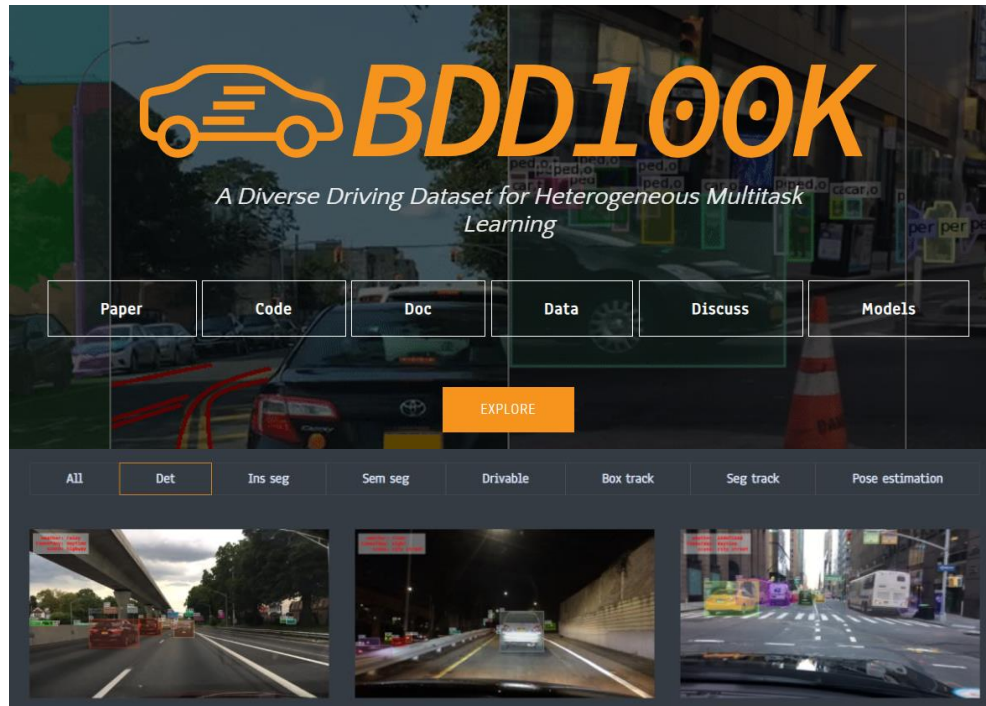 BDD100K
A Diverse Driving Dataset for Heterogeneous Multitask
Learning
Paper Code Doc Data Discuss Models
EXPLORE
All Det Ins seg Sem seg Drivable Box track Seg track Pose estimation